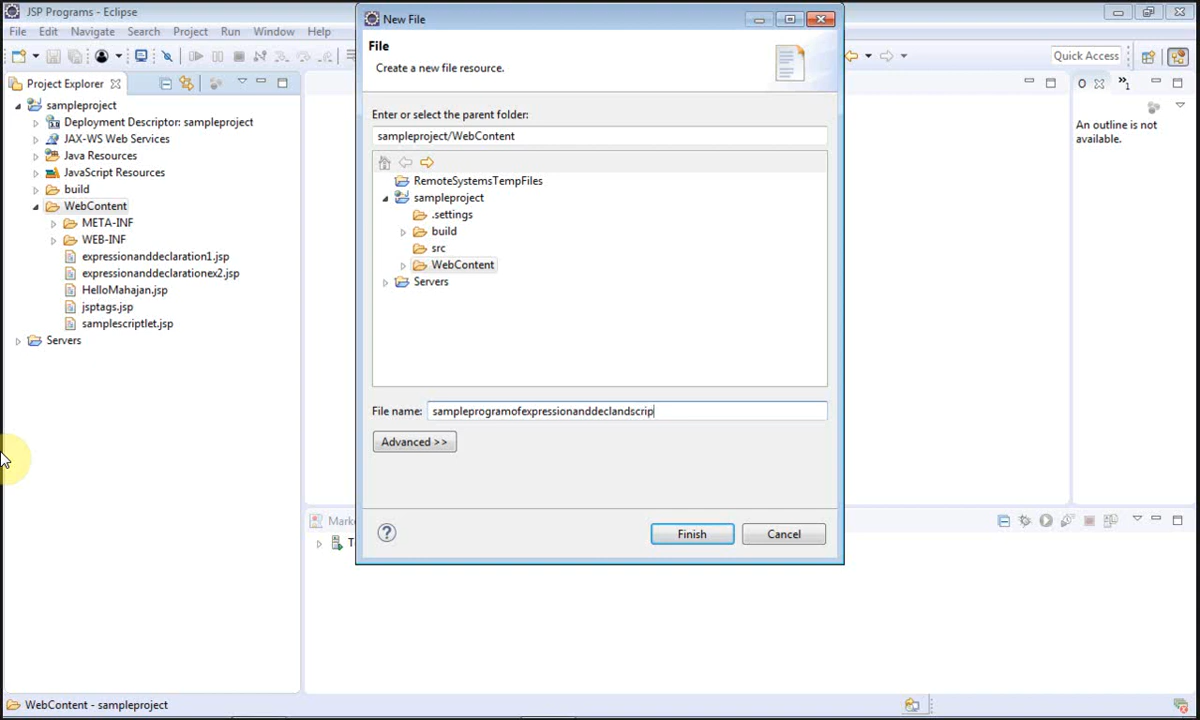 JSP Programs - Eclipse
File Edit Navigate Search Project Run Window Help
Quick Access
Project Explorer
sampleproject
Deployment Descriptor: sampleproject
JAX-WS Web Services
Java Resources
JavaScript Resources
build
WebContent
META-INF
WEB-INF
expressionanddeclaration1.jsp
expressionanddeclarationex2.jsp
HelloMahajan.jsp
jsptags.jsp
samplescriptlet.jsp
Servers
New File
File
Create a new file resource.
Enter or select the parent folder:
sampleproject/WebContent
RemoteSystemsTempFiles
sampleproject
.settings
build
src
WebContent
Servers
File name: sampleprogramofexpressionanddeclandscrip
Advanced >>
Finish Cancel
O
1
An outline is not
available.
Marke
T
WebContent - sampleproject